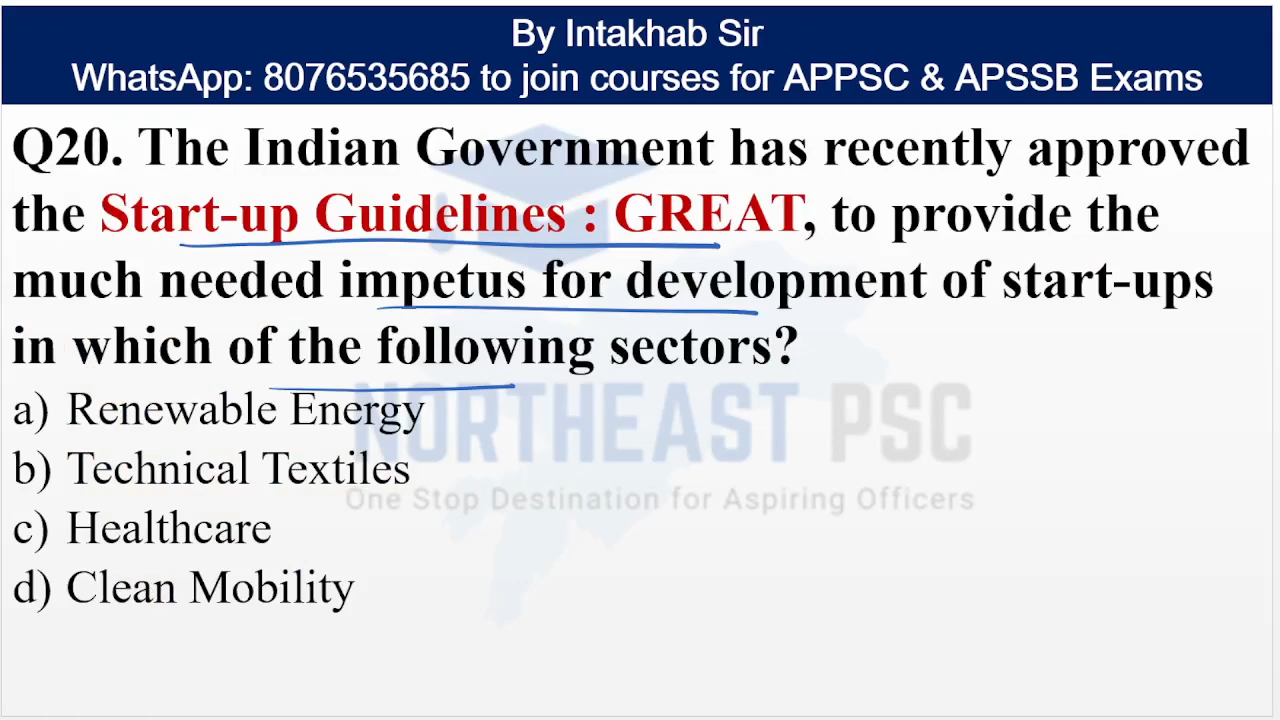 By Intakhab Sir
WhatsApp: 8076535685 to join courses for APPSC & APSSB Exams
Q20. The Indian Government has recently approved
the Start-up Guidelines : GREAT, to provide the
much needed impetus for development of start-ups
in which of the following sectors?
a) Renewable Energy
NORTHEAST PSC
b) Technical Textiles
One Stop Destination for Aspiring Officers
c) Healthcare
d) Clean Mobility